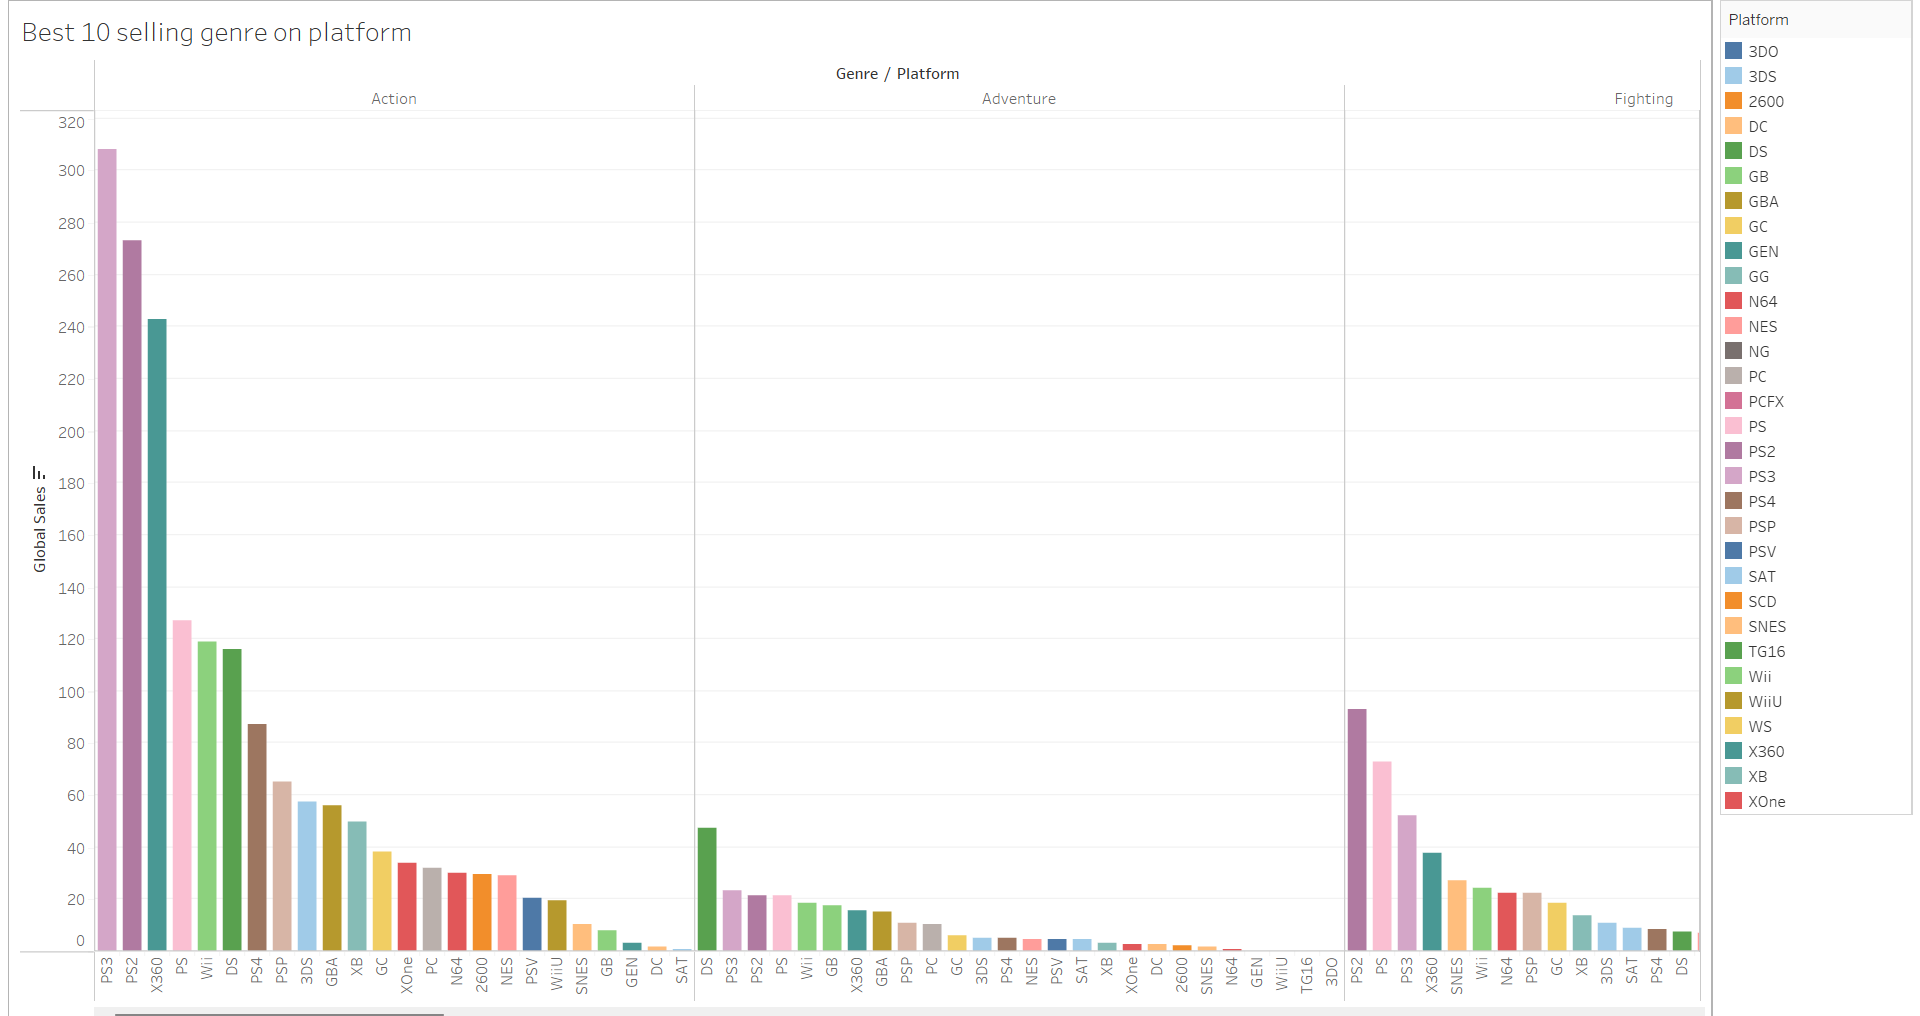 Best 10 selling genre on platform
Genre / Platform
Action Adventure Fighting
320
300
280
260
240
220
200
180
160
140
120
100
80
60
40
20
0
Global Sales
PS3 PS2 X360 PS Wii DS PS4 PSP 3DS GBA XB GC XOne PC N64 2600 NES PSV WiiU SNES GB GEN DC SAT DS PS3 PS2 PS Wii GB X360 GBA PSP PC GC 3DS PS4 NES PSV SAT XB XOne DC 2600 SNES N64 GEN WiiU TG16 3DO PS2 PS PS3 X360 SNES Wii N64 PSP GC XB 3DS SAT PS4 DS
Platform
3DO
3DS
2600
DC
DS
GB
GBA
GC
GEN
GG
N64
NES
NG
PC
PCFX
PS
PS2
PS3
PS4
PSP
PSV
SAT
SCD
SNES
TG16
Wii
WiiU
WS
X360
XB
XOne